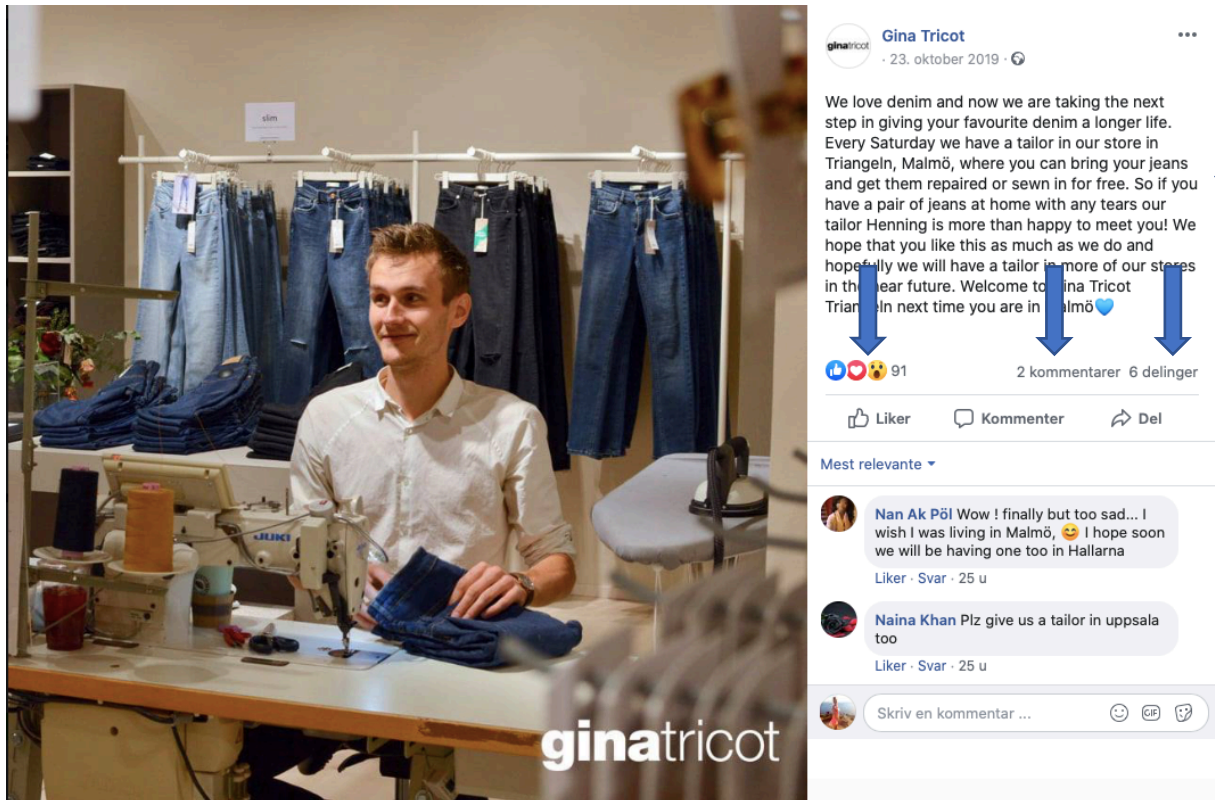 slim
JUKI
ginatricot
ginatricot
Gina Tricot
· 23. oktober 2019 ·
We love denim and now we are taking the next
step in giving your favourite denim a longer life.
Every Saturday we have a tailor in our store in
Triangeln, Malmö, where you can bring your jeans
and get them repaired or sewn in for free. So if you
have a pair of jeans at home with any tears our
tailor Henning is more than happy to meet you! We
hope that you like this as much as we do and
hopefully we will have a tailor in more of our stores
in the near future. Welcome to Gina Tricot
Triangeln next time you are in Malmö💙
91 2 kommentarer 6 delinger
Liker Kommenter Del
Mest relevante
Nan Ak Pöl Wow ! finally but too sad... I
wish I was living in Malmö, 😊 I hope soon
we will be having one too in Hallarna
Liker · Svar · 25 u
Naina Khan Plz give us a tailor in uppsala
too
Liker · Svar · 25 u
Skriv en kommentar ...
GIF